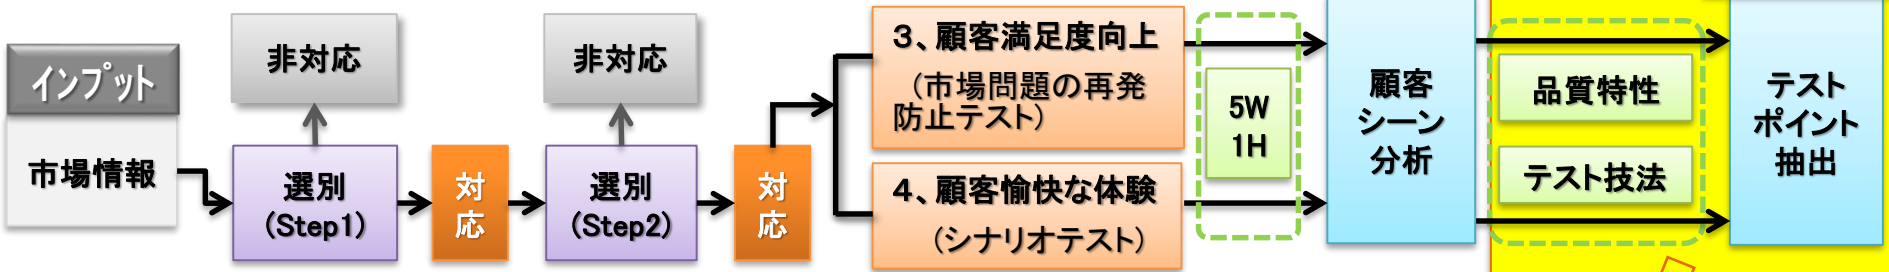 インプット
市場情報
非対応
選別
(Step1)
対
応
非対応
選別
(Step2)
対
応
３、顧客満足度向上
（市場問題の再発
防止テスト）
４、顧客愉快な体験
（シナリオテスト）
5W
1H
顧客
シーン
分析
品質特性
テスト技法
テスト
ポイント
抽出